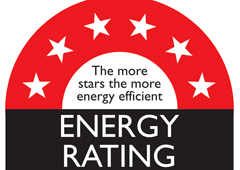 The more
stars the more
energy efficient
ENERGY
RATING